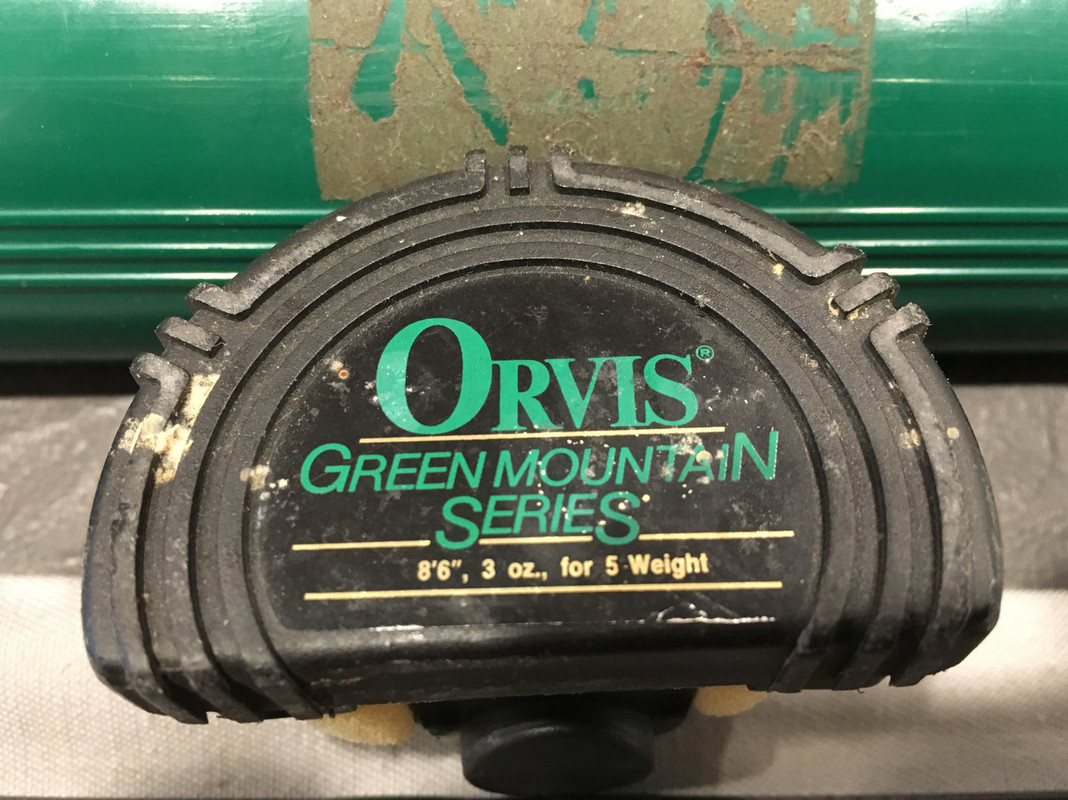 ORVIS®
GREEN MOUNTAIN
SERIES
8'6", 3 oz., for 5 Weight